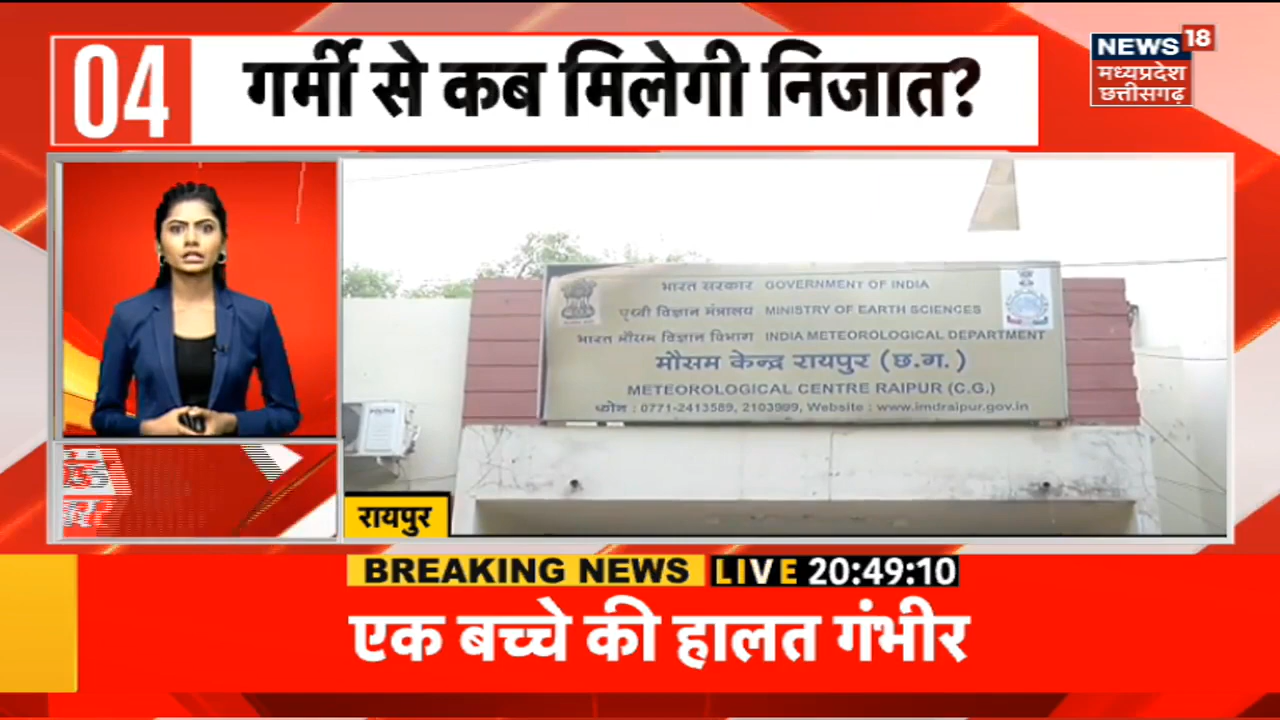 04
गर्मी से कब मिलेगी निजात?
NEWS 18
मध्यप्रदेश
छत्तीसगढ़
भारत सरकार GOVERNMENT OF INDIA
पृथ्वी विज्ञान मंत्रालय MINISTRY OF EARTH SCIENCES
भारत मौसम विज्ञान विभाग INDIA METEOROLOGICAL DEPARTMENT
मौसम केन्द्र रायपुर (छ.ग.)
METEOROLOGICAL CENTRE RAIPUR (C.G.)
फोन : 0771-2413589, 2103909, Website : www.imdraipur.gov.in
रायपुर
BREAKING NEWS LIVE 20:49:10
एक बच्चे की हालत गंभीर